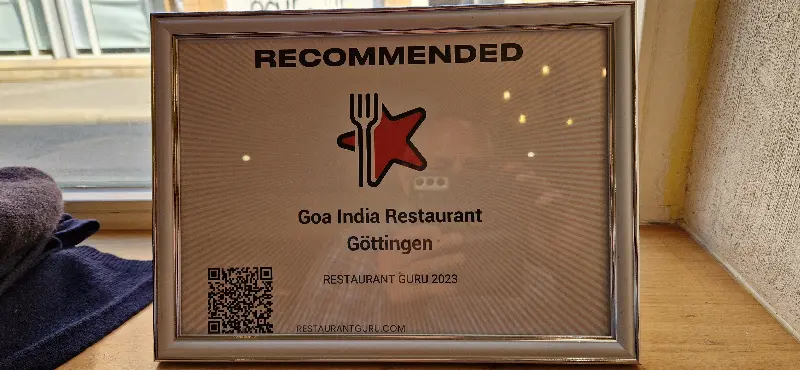 RECOMMENDED
Goa India Restaurant
Göttingen
RESTAURANT GURU 2023
RESTAURANTGURU.COM